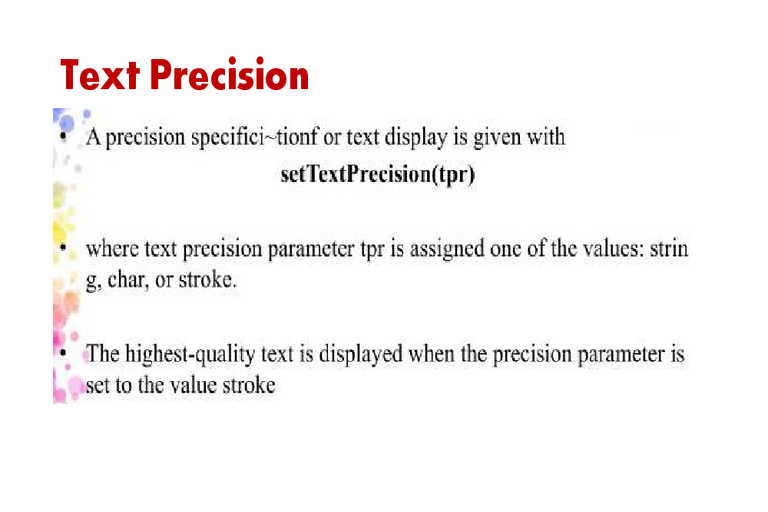 Text Precision
• A precision specifici~tionf or text display is given with
setTextPrecision(tpr)
• where text precision parameter tpr is assigned one of the values: strin
g, char, or stroke.
• The highest-quality text is displayed when the precision parameter is
set to the value stroke